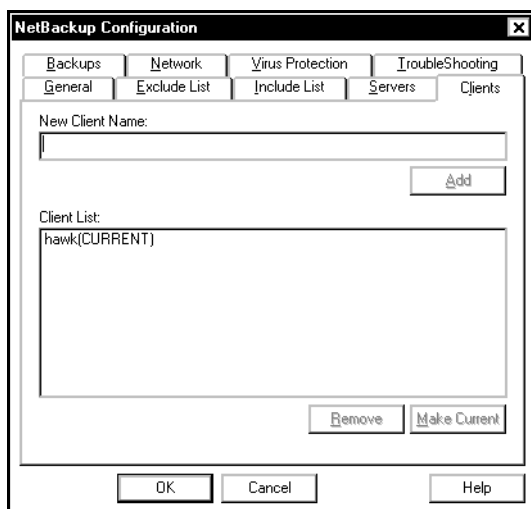 NetBackup Configuration
Backups Network Virus Protection TroubleShooting
General Exclude List Include List Servers Clients
New Client Name:
Add
Client List:
hawk(CURRENT)
Remove Make Current
OK Cancel Help